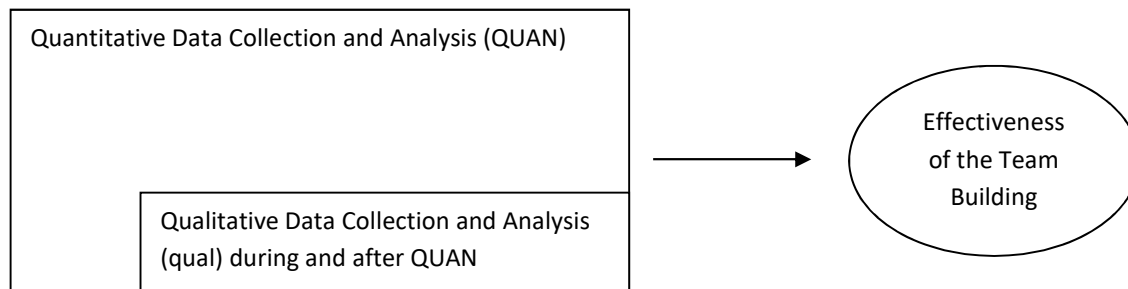 Quantitative Data Collection and Analysis (QUAN)
Qualitative Data Collection and Analysis
(qual) during and after QUAN
Effectiveness
of the Team
Building